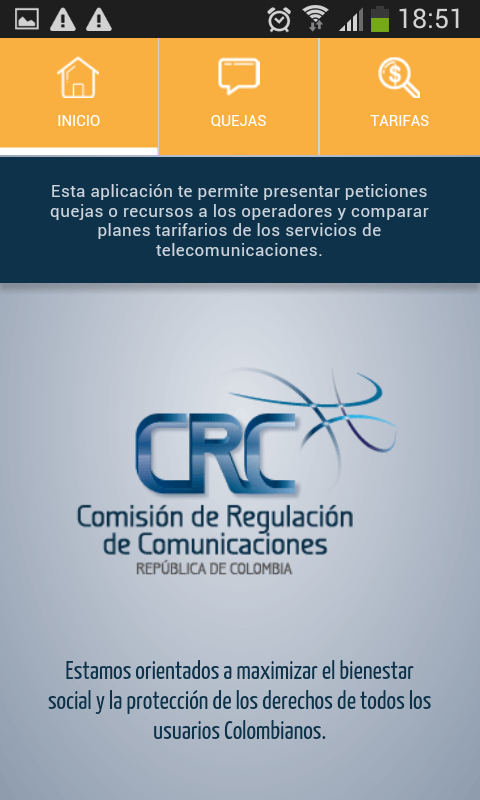 18:51
INICIO
QUEJAS
TARIFAS
Esta aplicación te permite presentar peticiones
quejas o recursos a los operadores y comparar
planes tarifarios de los servicios de
telecomunicaciones.
CRC
Comisión de Regulación
de Comunicaciones
REPÚBLICA DE COLOMBIA
Estamos orientados a maximizar el bienestar
social y la protección de los derechos de todos los
usuarios Colombianos.